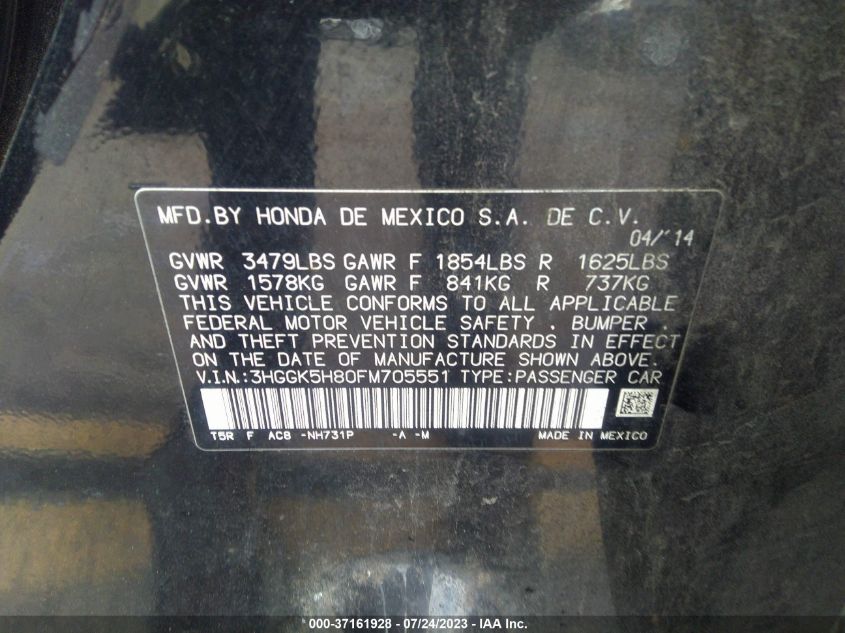 MFD.BY HONDA DE MEXICO S.A. DE C.V.
04/'14
GVWR 3479LBS GAWR F 1854LBS R 1625LBS
GVWR 1578KG GAWR F 841KG R 737KG
THIS VEHICLE CONFORMS TO ALL APPLICABLE
FEDERAL MOTOR VEHICLE SAFETY . BUMPER .
AND THEFT PREVENTION STANDARDS IN EFFECT
ON THE DATE OF MANUFACTURE SHOWN ABOVE.
V.I.N.:3HGGK5H80FM705551 TYPE:PASSENGER CAR
T5R F AC8 -NH731P -A -M MADE IN MEXICO
000-37161928 - 07/24/2023 - IAA Inc.